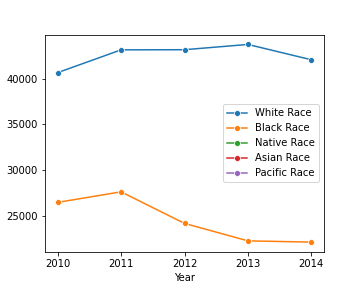 40000
35000
30000
25000
White Race
Black Race
Native Race
Asian Race
Pacific Race
2010 2011 2012 2013 2014
Year